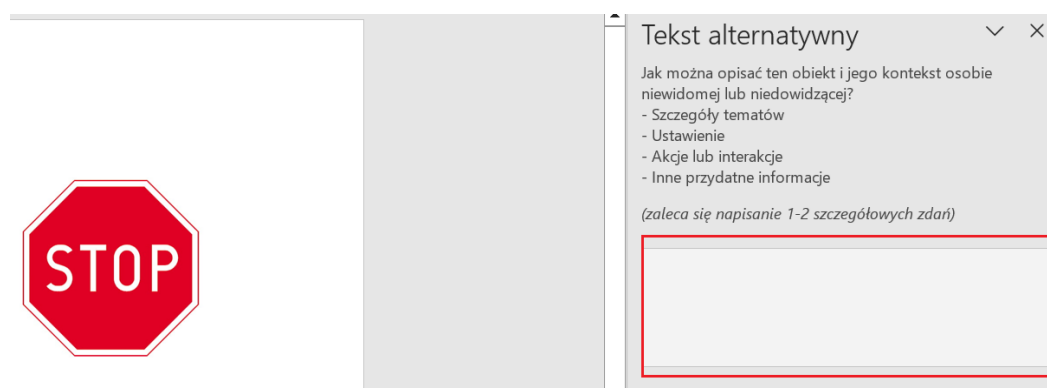 STOP
Tekst alternatywny
Jak można opisać ten obiekt i jego kontekst osobie
niewidomej lub niedowidzącej?
- Szczegóły tematów
- Ustawienie
- Akcje lub interakcje
- Inne przydatne informacje
(zaleca się napisanie 1-2 szczegółowych zdań)